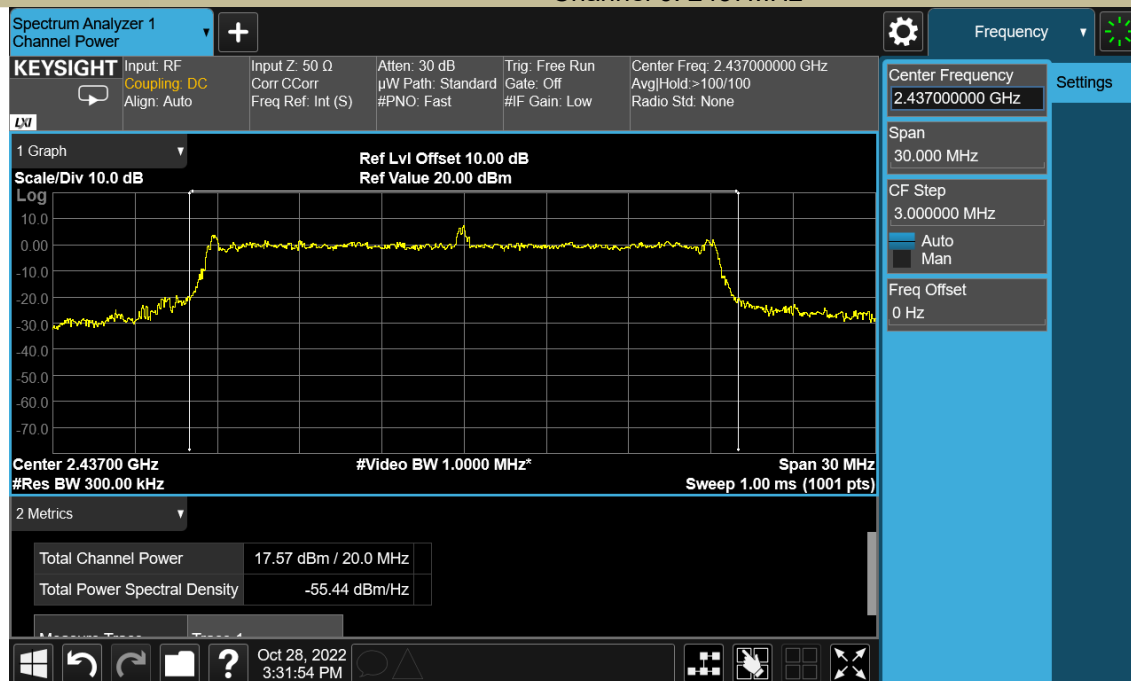 Spectrum Analyzer 1
Channel Power
Frequency
KEYSIGHT
LXI
Input: RF
Coupling: DC
Align: Auto
Input Z: 50 Ω
Corr CCorr
Freq Ref: Int (S)
Atten: 30 dB
µW Path: Standard
#PNO: Fast
Trig: Free Run
Gate: Off
#IF Gain: Low
Center Freq: 2.437000000 GHz
Avg|Hold:>100/100
Radio Std: None
Center Frequency
2.437000000 GHz
Settings
Span
30.000 MHz
CF Step
3.000000 MHz
Auto
Man
Freq Offset
0 Hz
1 Graph
Scale/Div 10.0 dB
Ref Lvl Offset 10.00 dB
Ref Value 20.00 dBm
Log
10.0
0.00
-10.0
-20.0
-30.0
-40.0
-50.0
-60.0
-70.0
Center 2.43700 GHz
#Res BW 300.00 kHz
#Video BW 1.0000 MHz*
Span 30 MHz
Sweep 1.00 ms (1001 pts)
2 Metrics
Total Channel Power 17.57 dBm / 20.0 MHz
Total Power Spectral Density -55.44 dBm/Hz
?
Oct 28, 2022
3:31:54 PM